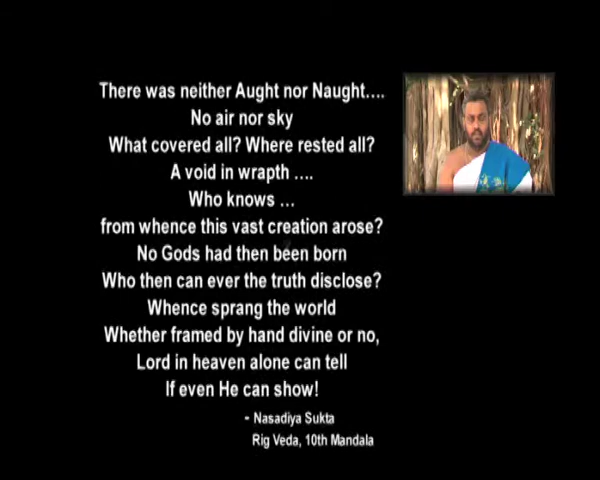 There was neither Aught nor Naught....
No air nor sky
What covered all? Where rested all?
A void in wrapth ....
Who knows ...
from whence this vast creation arose?
No Gods had then been born
Who then can ever the truth disclose?
Whence sprang the world
Whether framed by hand divine or no,
Lord in heaven alone can tell
If even He can show!
- Nasadiya Sukta
Rig Veda, 10th Mandala